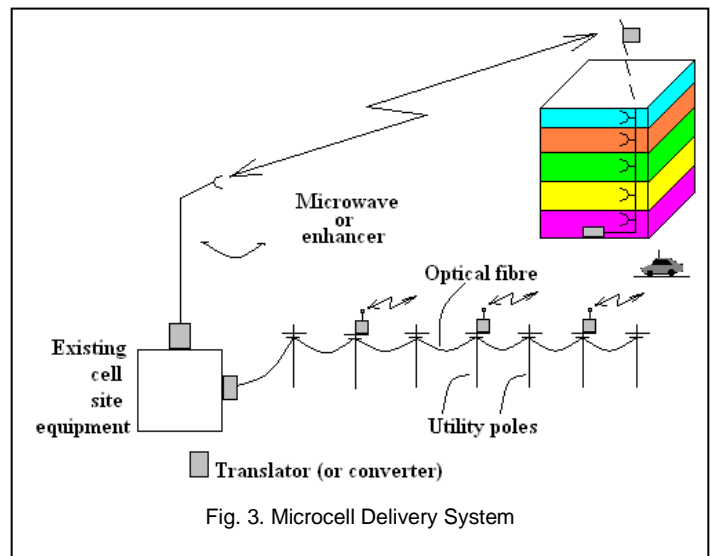 Microwave
or
enhancer
Optical fibre
Existing
cell
site
equipment
Utility poles
Translator (or converter)
Fig. 3. Microcell Delivery System